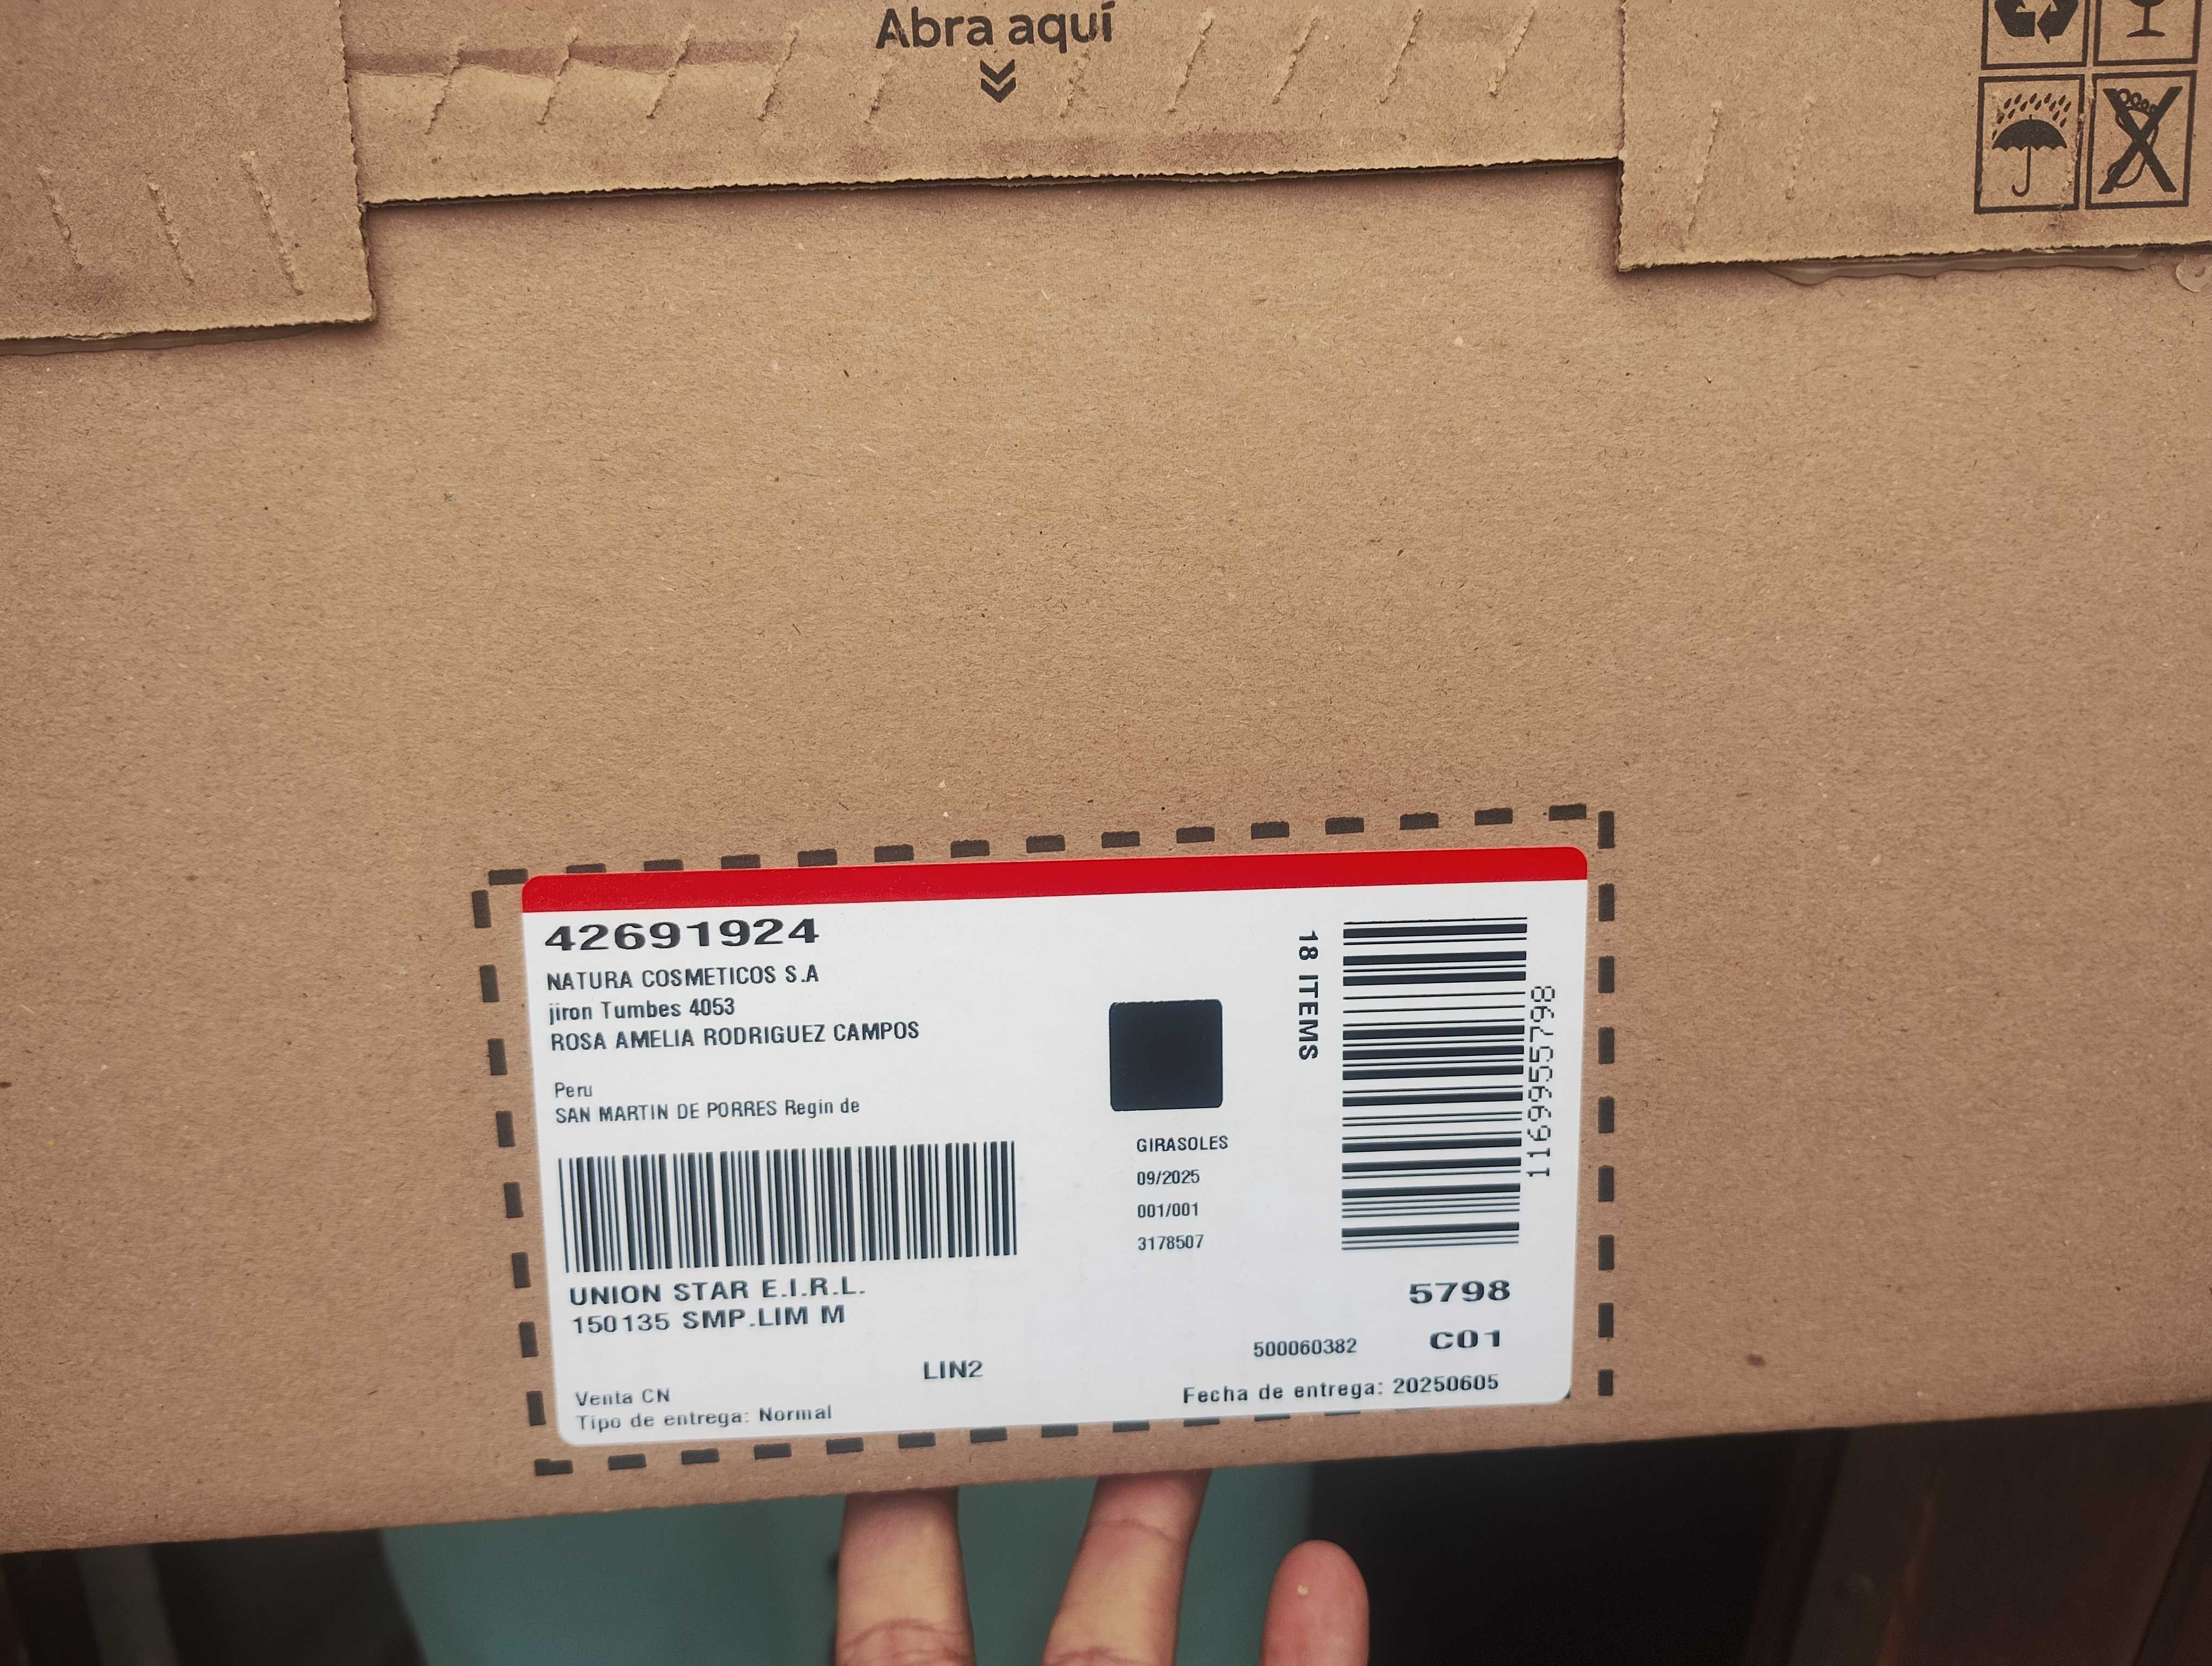 Abra aquí
42691924
NATURA COSMETICOS S.A
jiron Tumbes 4053
ROSA AMELIA RODRIGUEZ CAMPOS
Peru
SAN MARTIN DE PORRES Regin de
18 ITEMS
1169955798
GIRASOLES
09/2025
001/001
3178507
UNION STAR E.I.R.L.
150135 SMP.LIM M
5798
500060382 C01
LIN2
Venta CN
Tipo de entrega: Normal
Fecha de entrega: 20250605